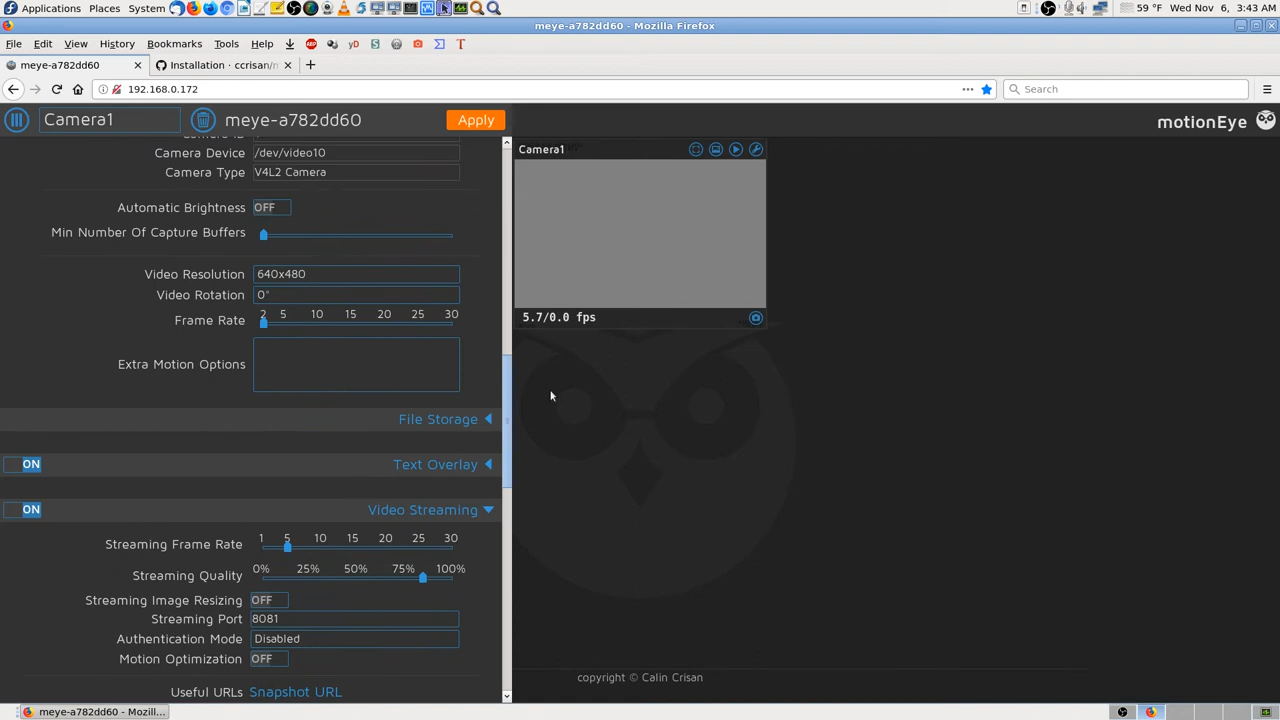 Applications Places System 59 °F Wed Nov 6, 3:43 AM
meye-a782dd60 - Mozilla Firefox
File Edit View History Bookmarks Tools Help
meye-a782dd60 Installation · ccrisan/m
192.168.0.172 Search
Camera1 meye-a782dd60 Apply motionEye
Camera Device /dev/video10
Camera Type V4L2 Camera
Automatic Brightness OFF
Min Number Of Capture Buffers
Video Resolution 640x480
Video Rotation 0°
2 5 10 15 20 25 30
Frame Rate
Extra Motion Options
File Storage
ON Text Overlay
ON Video Streaming
1 5 10 15 20 25 30
Streaming Frame Rate
0% 25% 50% 75% 100%
Streaming Quality
Streaming Image Resizing OFF
Streaming Port 8081
Authentication Mode Disabled
Motion Optimization OFF
Useful URLs Snapshot URL
Camera1
5.7/0.0 fps
copyright © Calin Crisan
meye-a782dd60 - Mozill...